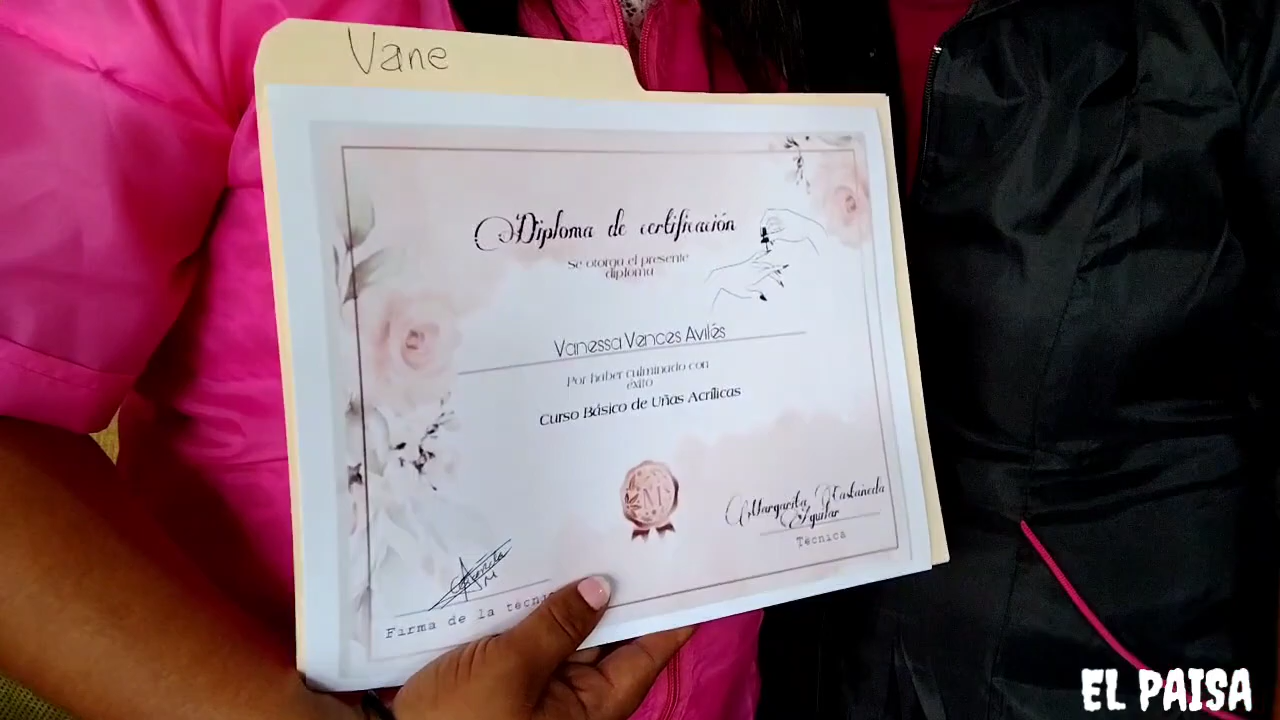 Vane
Diploma de certificación
Se otorga el presente
diploma
Vanessa Vences Avilés
Por haber culminado con
éxito
Curso Básico de Uñas Acrílicas
M
Margarita Castañeda
Aguilar
Técnica
Firma de la técni
EL PAISA